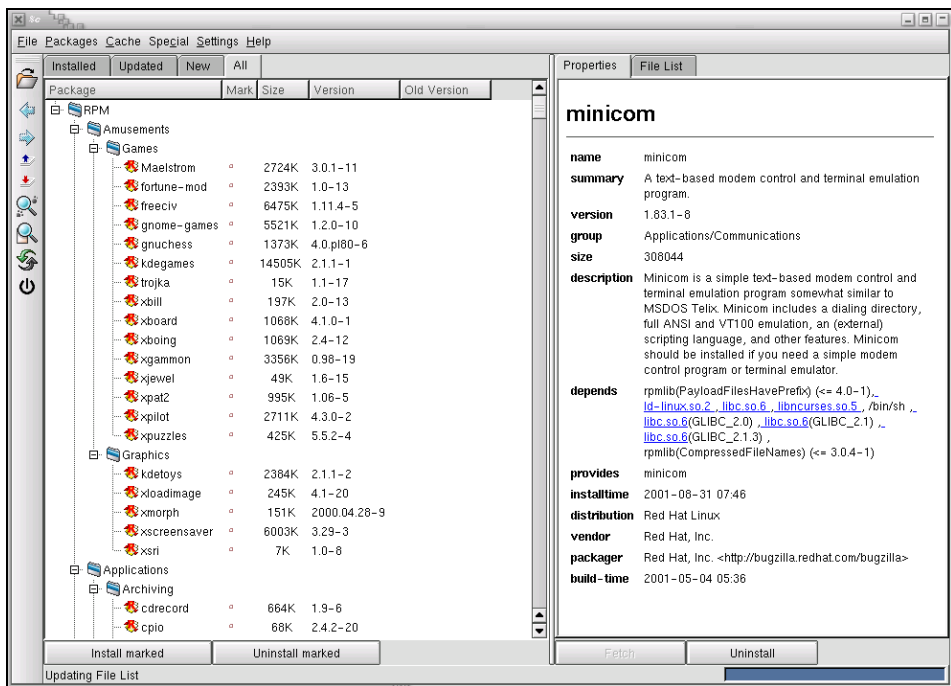 File Packages Cache Special Settings Help
Installed Updated New All
Package Mark Size Version Old Version
RPM
Amusements
Games
Maelstrom 2724K 3.0.1-11
fortune-mod 2393K 1.0-13
freeciv 6475K 1.11.4-5
gnome-games 5521K 1.2.0-10
gnuchess 1373K 4.0.pl80-6
kdegames 14505K 2.1.1-1
trojka 15K 1.1-17
xbill 197K 2.0-13
xboard 1068K 4.1.0-1
xboing 1069K 2.4-12
xgammon 3356K 0.98-19
xjewel 49K 1.6-15
xpat2 995K 1.06-5
xpilot 2711K 4.3.0-2
xpuzzles 425K 5.5.2-4
Graphics
kdetoys 2384K 2.1.1-2
xloadimage 245K 4.1-20
xmorph 151K 2000.04.28-9
xscreensaver 6003K 3.29-3
xsri 7K 1.0-8
Applications
Archiving
cdrecord 664K 1.9-6
cpio 68K 2.4.2-20
Install marked Uninstall marked
Updating File List
Properties File List
minicom
name minicom
summary A text-based modem control and terminal emulation
program.
version 1.83.1-8
group Applications/Communications
size 308044
description Minicom is a simple text-based modem control and
terminal emulation program somewhat similar to
MSDOS Telix. Minicom includes a dialing directory,
full ANSI and VT100 emulation, an (external)
scripting language, and other features. Minicom
should be installed if you need a simple modem
control program or terminal emulator.
depends rpmlib(PayloadFilesHavePrefix) (<= 4.0-1),
ld-linux.so.2 , libc.so.6 , libncurses.so.5 , /bin/sh ,
libc.so.6(GLIBC_2.0) , libc.so.6(GLIBC_2.1) ,
libc.so.6(GLIBC_2.1.3) ,
rpmlib(CompressedFileNames) (<= 3.0.4-1)
provides minicom
installtime 2001-08-31 07:46
distribution Red Hat Linux
vendor Red Hat, Inc.
packager Red Hat, Inc. <http://bugzilla.redhat.com/bugzilla>
build-time 2001-05-04 05:36
Fetch Uninstall